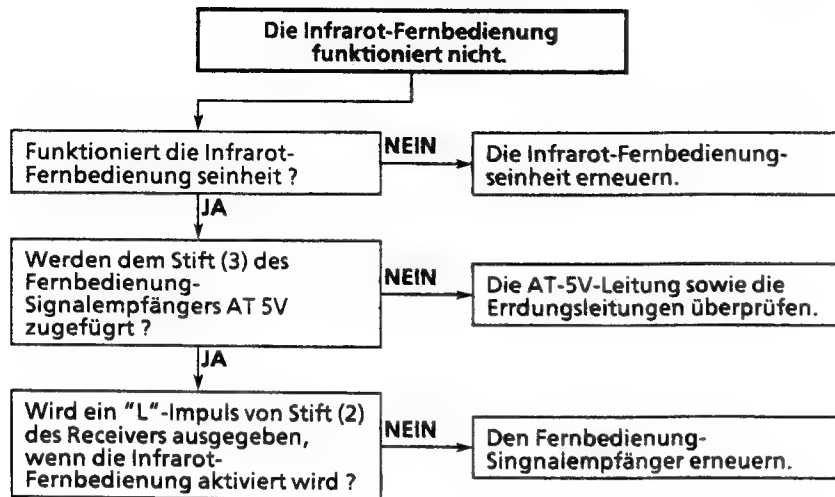 Die Infrarot-Fernbedienung
funktioniert nicht.
Funktioniert die Infrarot-
Fernbedienung seinheit ?
NEIN
Die Infrarot-Fernbedienung-
seinheit erneuern.
JA
Werden dem Stift (3) des
Fernbedienung-
Signalempfängers AT 5V
zugefügrt ?
NEIN
Die AT-5V-Leitung sowie die
Errdungsleitungen überprüfen.
JA
Wird ein "L"-Impuls von Stift (2)
des Receivers ausgegeben,
wenn die Infrarot-
Fernbedienung aktiviert wird ?
NEIN
Den Fernbedienung-
Singnalempfänger erneuern.